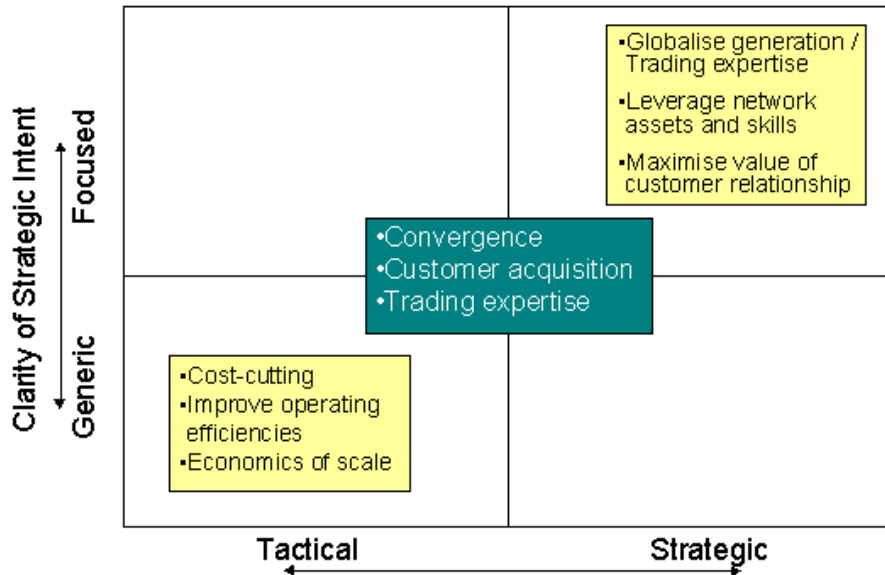 ▪Globalise generation /
Trading expertise
▪Leverage network
assets and skills
▪Maximise value of
customer relationship
•Convergence
•Customer acquisition
•Trading expertise
▪Cost-cutting
▪Improve operating
efficiencies
▪Economics of scale
Clarity of Strategic Intent
Focused
Generic
Tactical
Strategic